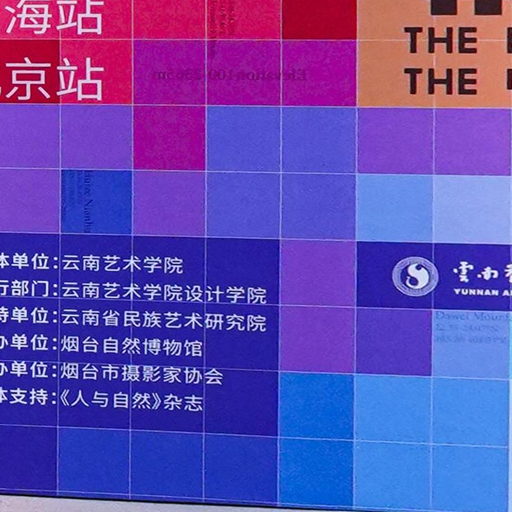 海站
京站
THE
THE
体单位:云南艺术学院
行部门:云南艺术学院设计学院
持单位:云南省民族艺术研究院
办单位:烟台自然博物馆
办单位:烟台市摄影家协会
体支持:《人与自然》杂志
雲南
YUNNAN A
Dawei Mount